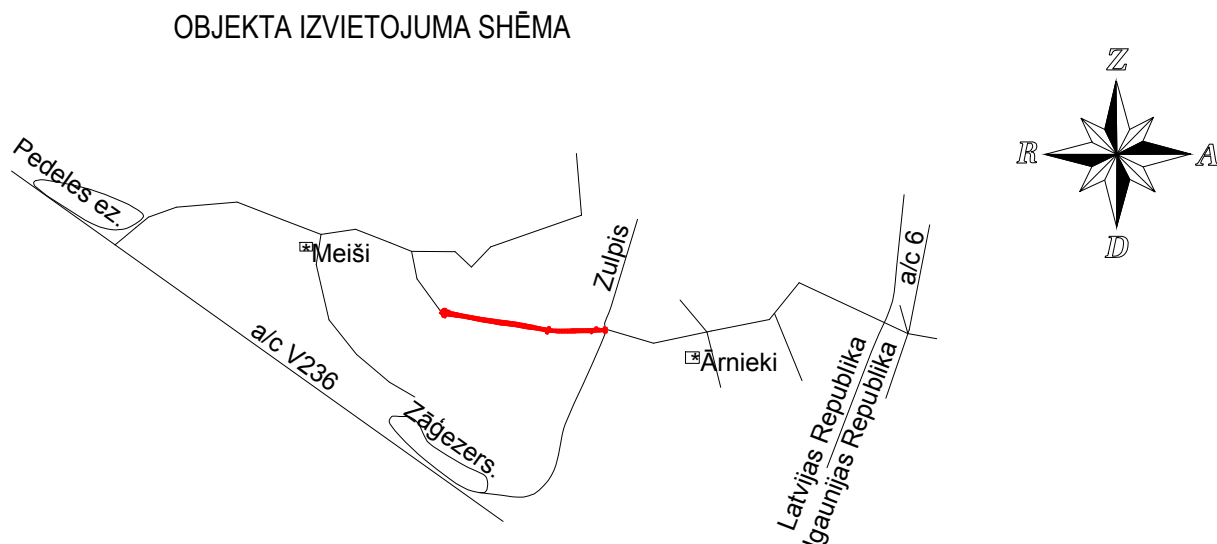 OBJEKTA IZVIETOJUMA SHĒMA
Z
R
A
D
Pedeles ez.
Meiši
Zulpis
a/c 6
a/c V236
Ārnieki
Zāģezers.
Latvijas Republika
Igaunijas Republika